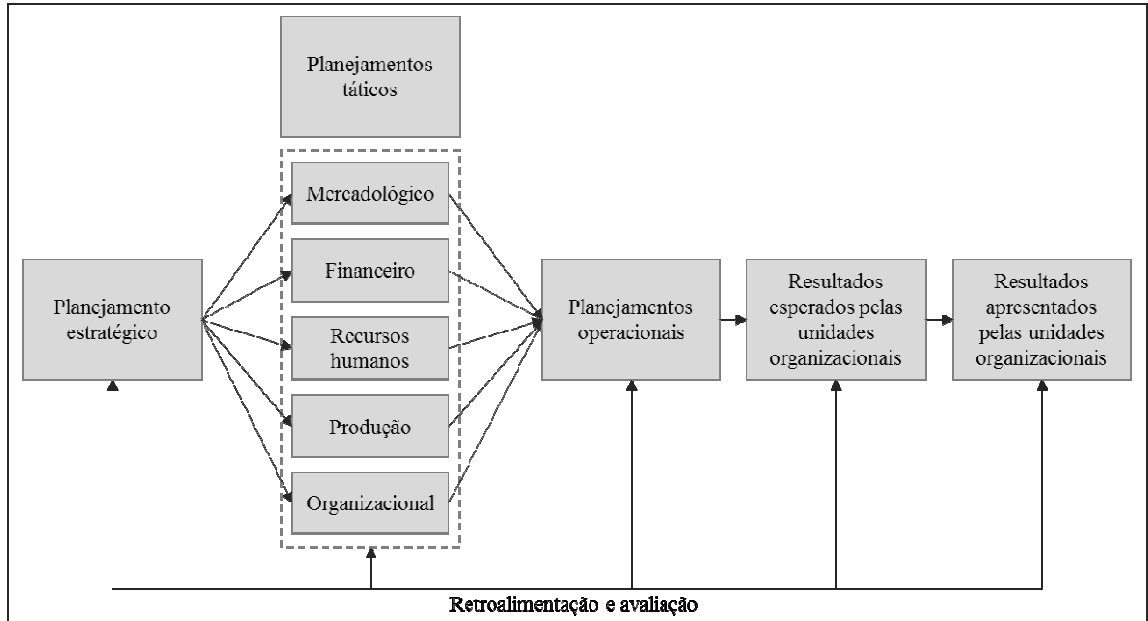 Planejamentos
táticos
Mercadológico
Financeiro
Recursos
humanos
Produção
Organizacional
Planejamento
estratégico
Planejamentos
operacionais
Resultados
esperados pelas
unidades
organizacionais
Resultados
apresentados
pelas unidades
organizacionais
Retroalimentação e avaliação